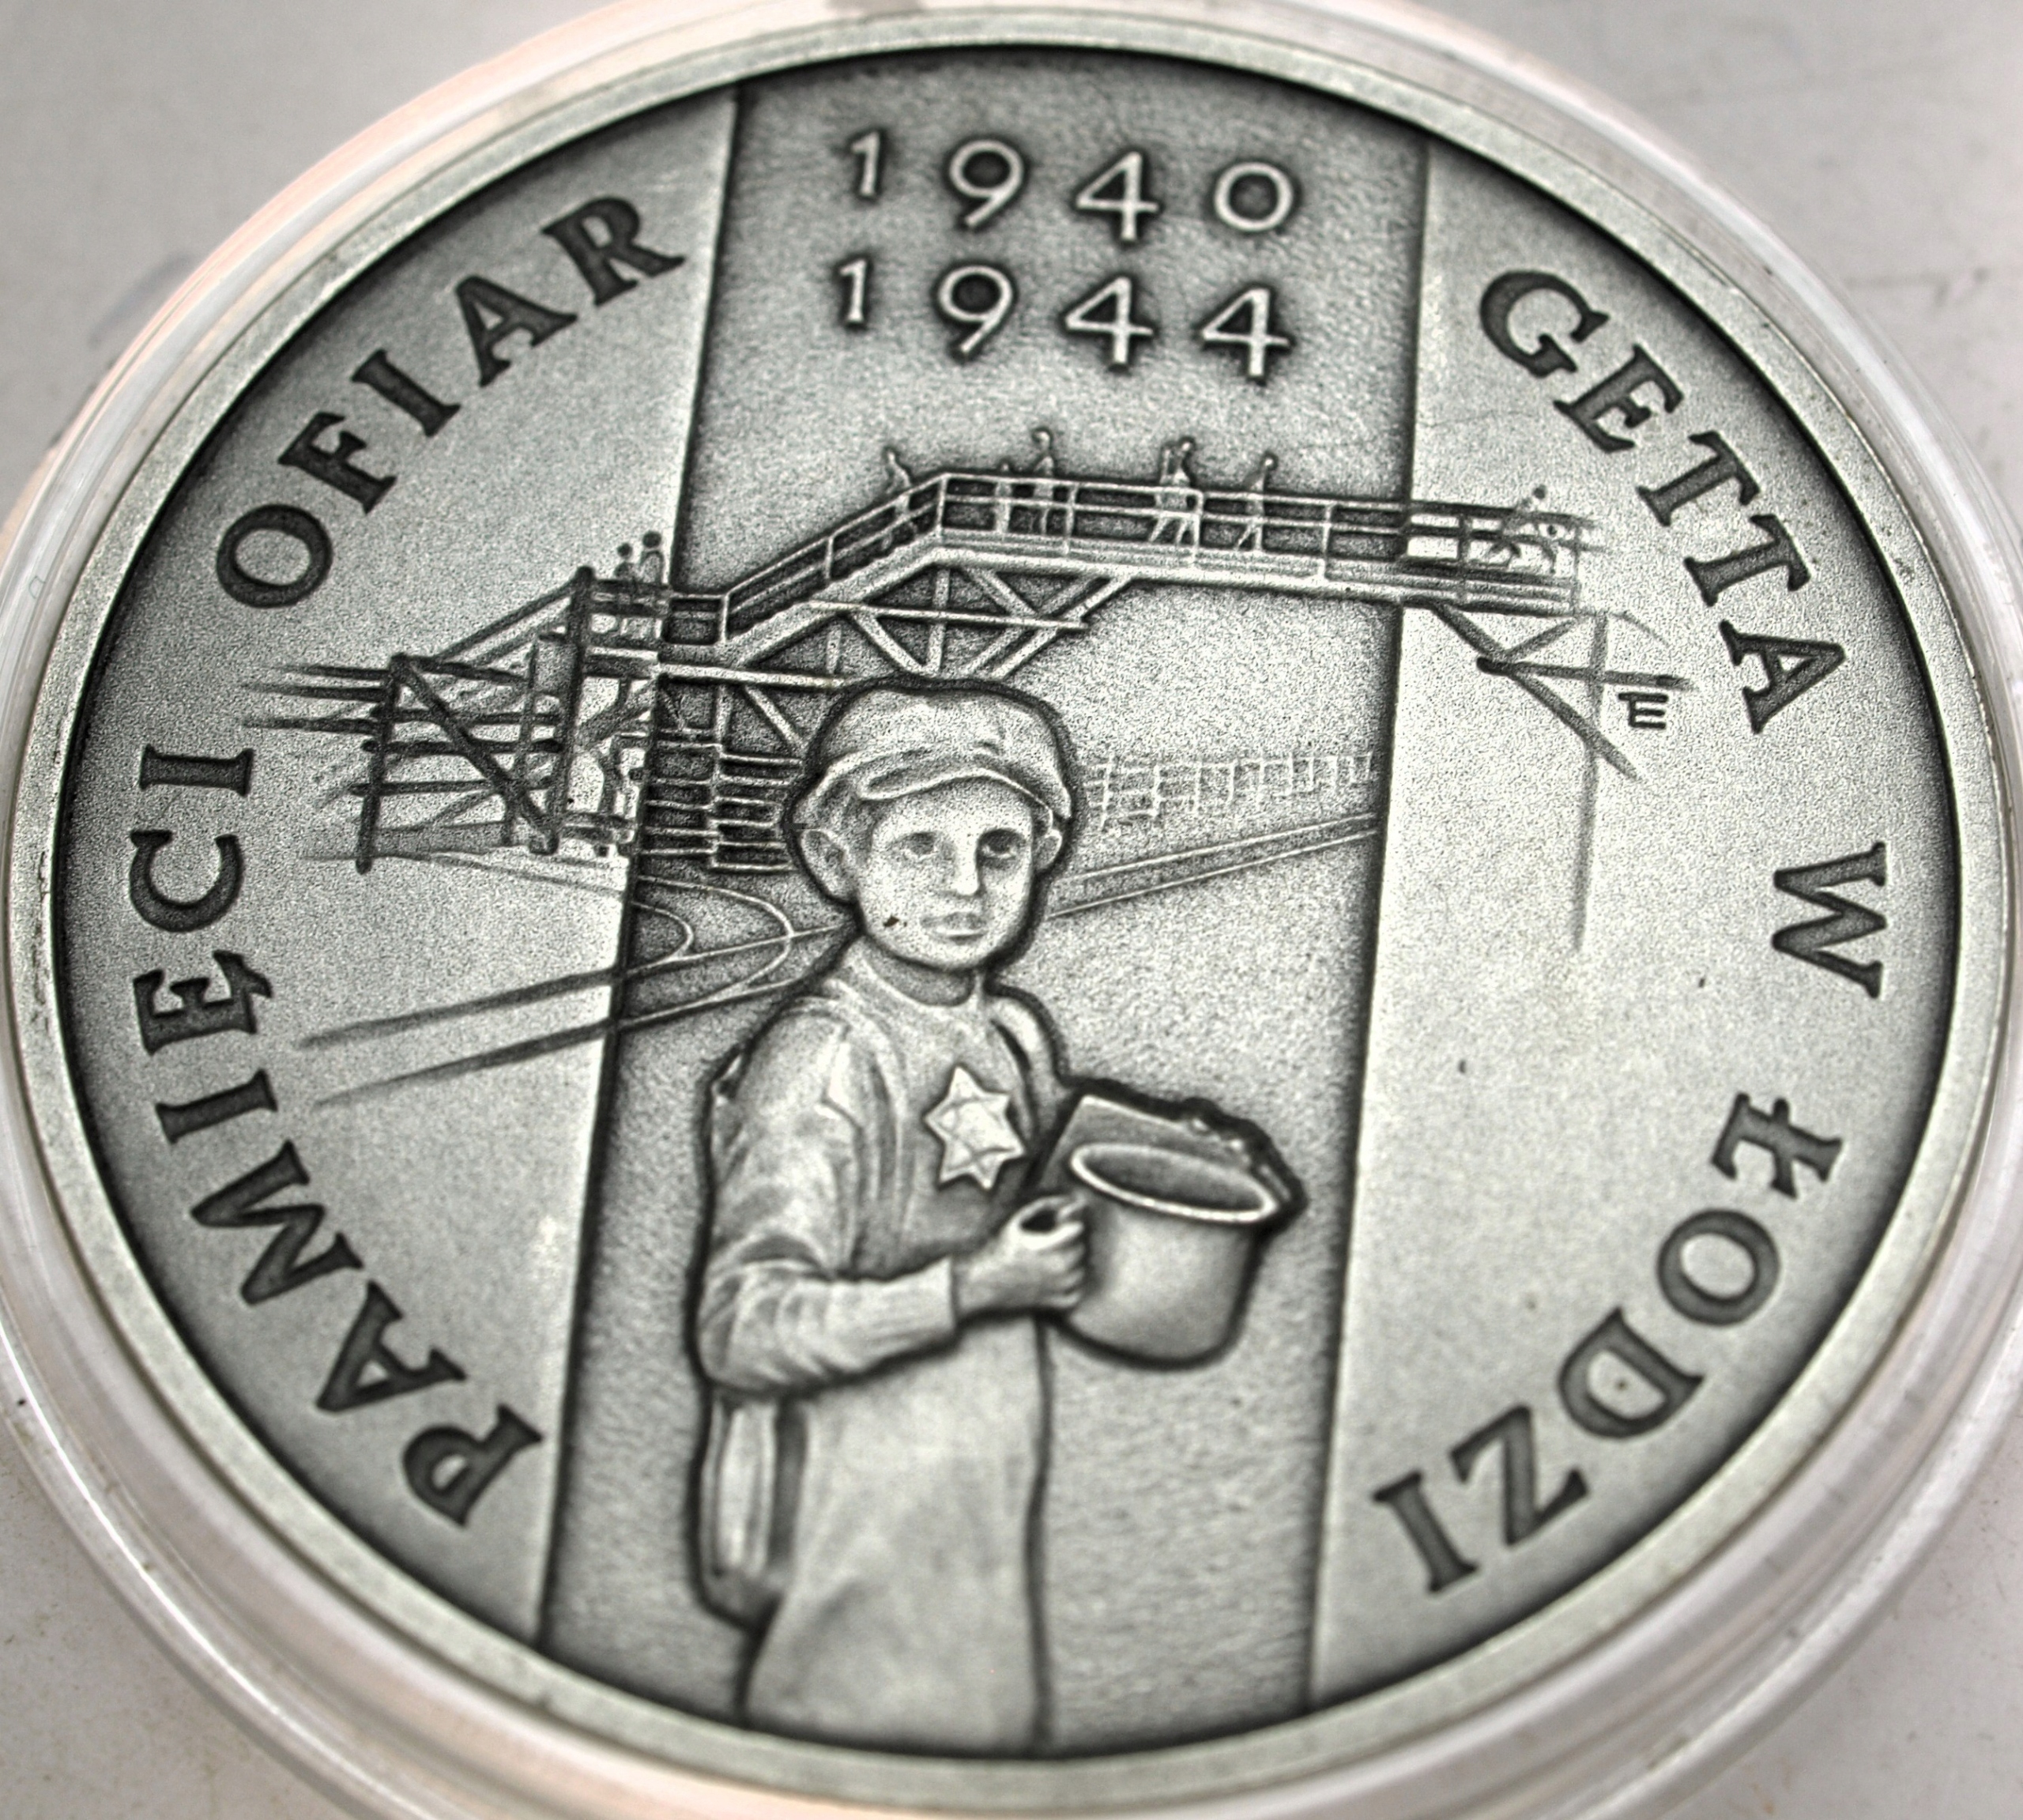 1940
1944
PAMIĘCI OFIAR GETTA W ŁODZI